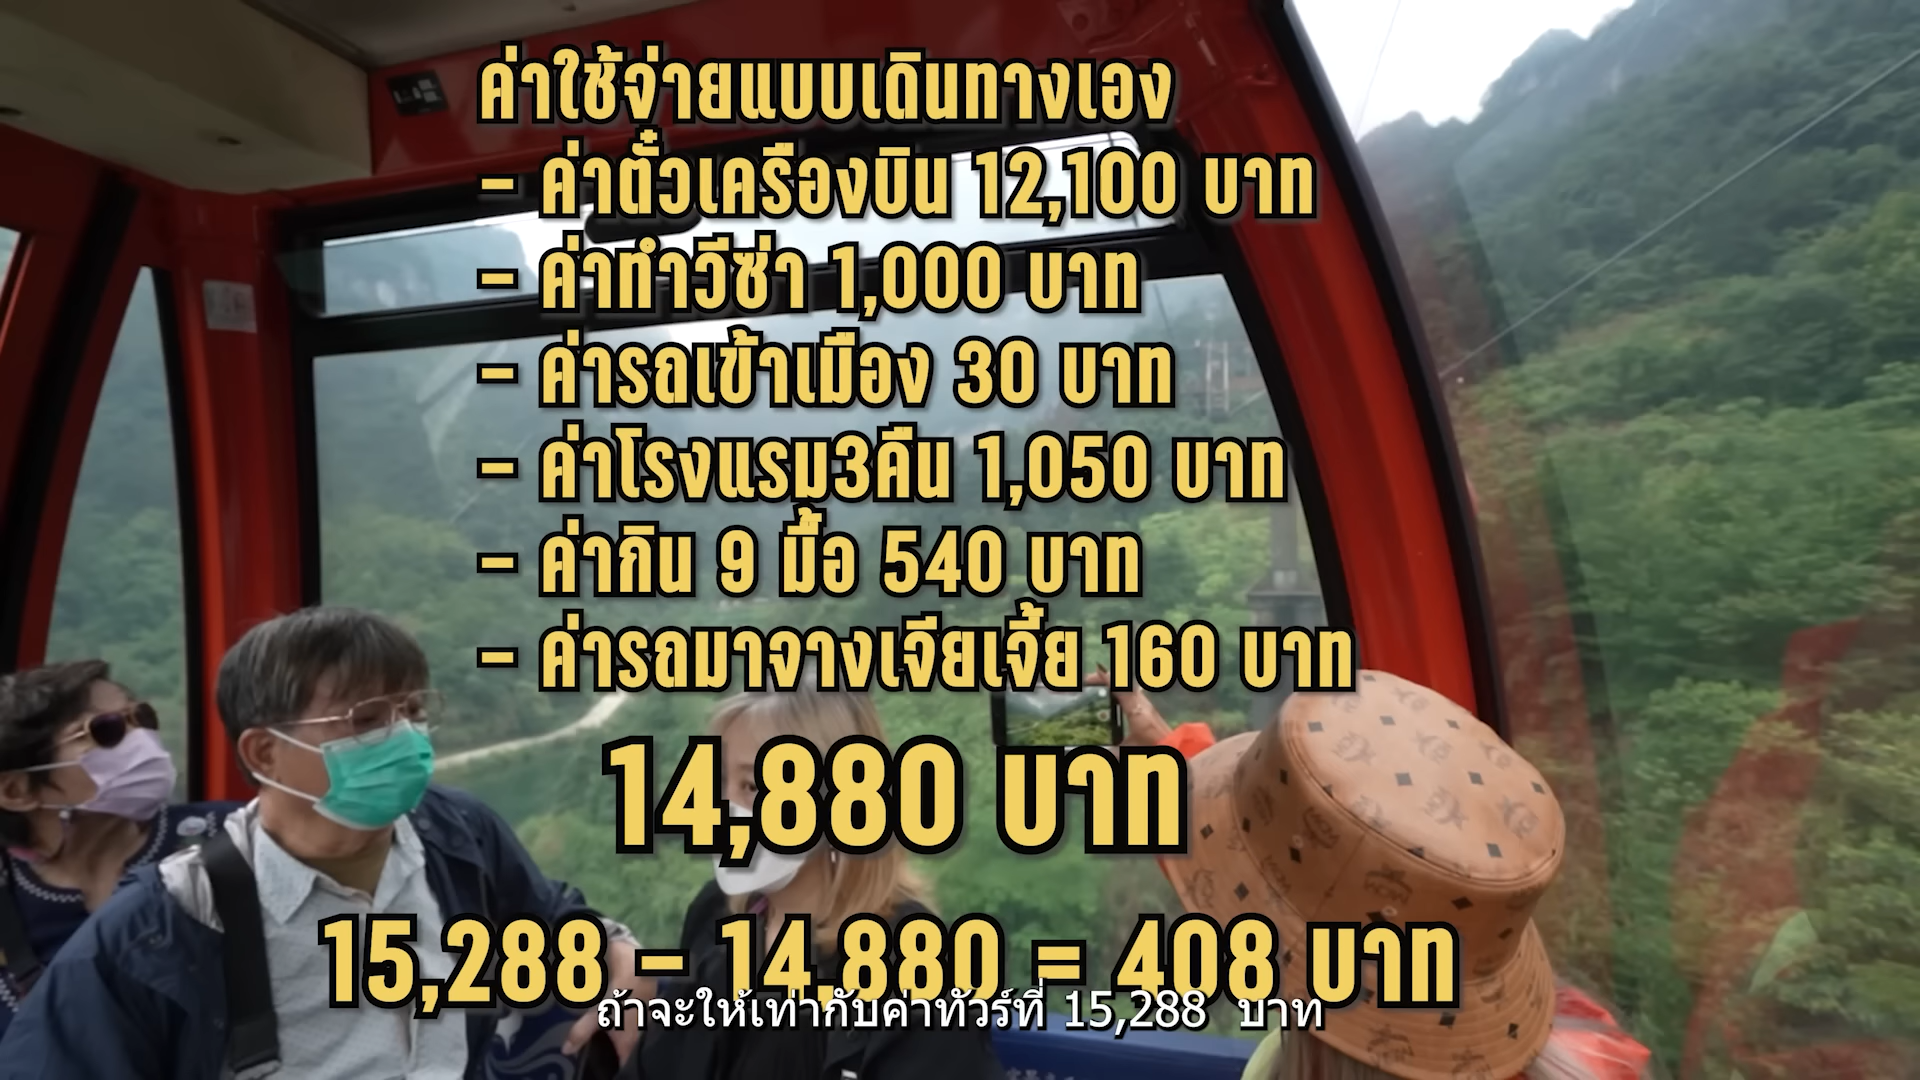 ค่าใช้จ่ายแบบเดินทางเอง
- ค่าตั๋วเครื่องบิน 12,100 บาท
- ค่าทำวีซ่า 1,000 บาท
- ค่ารถเข้าเมือง 30 บาท
- ค่าโรงแรม3คืน 1,050 บาท
- ค่ากิน 9 มื้อ 540 บาท
- ค่ารถมาจางเจียเจี้ย 160 บาท
14,880 บาท
15,288 - 14,880 = 408 บาท
ถ้าจะให้เท่ากับค่าทัวร์ที่ 15,288 บาท